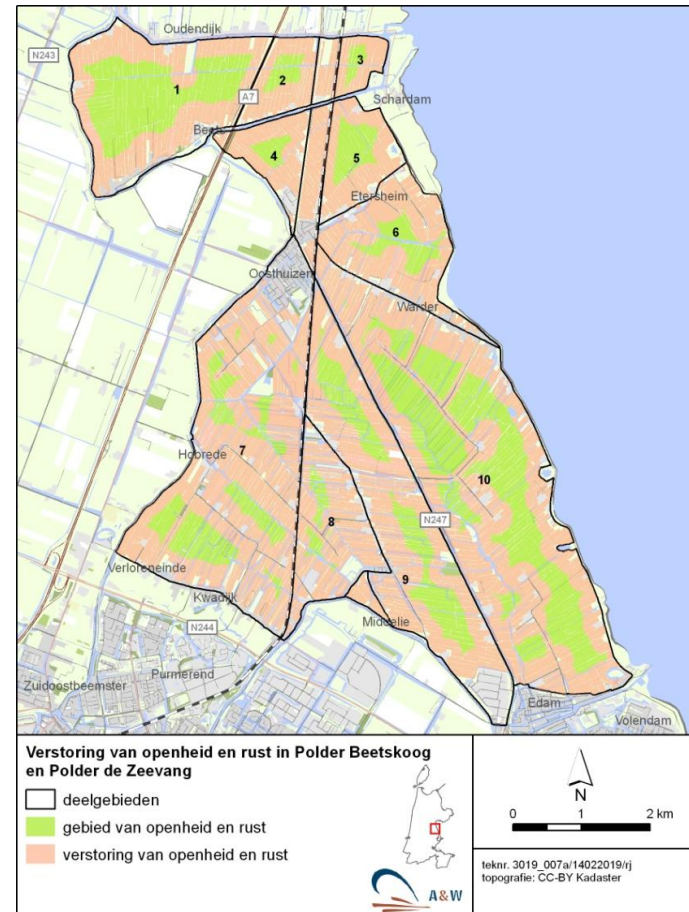 Oudendijk
N243
3
2
1
A7
Schardam
Beets
4
5
Etersheim
6
Oosthuizen
Warder
Hobrede
7
10
8
N247
9
Verloreneinde
Kwadijk
Middelie
N244
Purmerend
Zuidoostbeemster
Edam
Volendam
Verstoring van openheid en rust in Polder Beetskoog
en Polder de Zeevang
deelgebieden
gebied van openheid en rust
verstoring van openheid en rust
A&W
N
0 1 2 km
teknr. 3019_007a/14022019/rj
topografie: CC-BY Kadaster